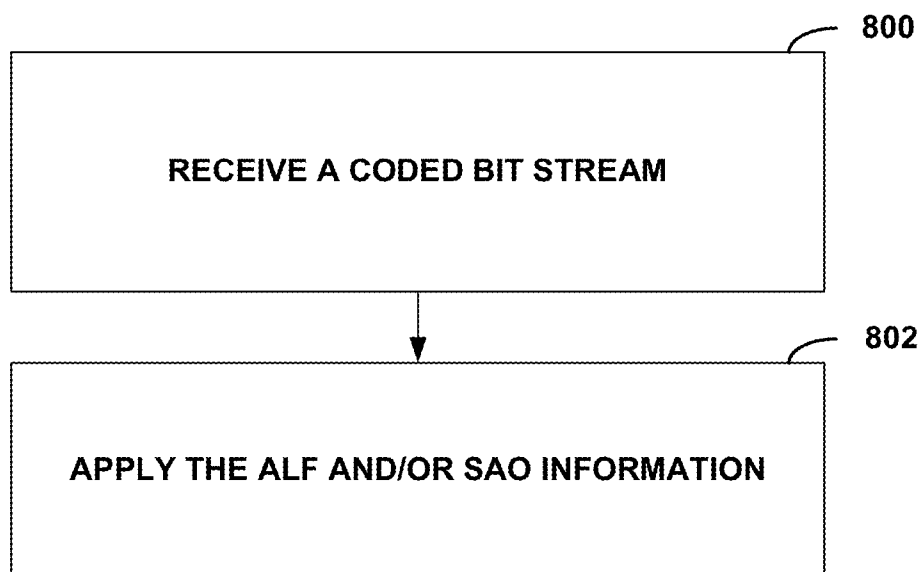 800
RECEIVE A CODED BIT STREAM
802
APPLY THE ALF AND/OR SAO INFORMATION